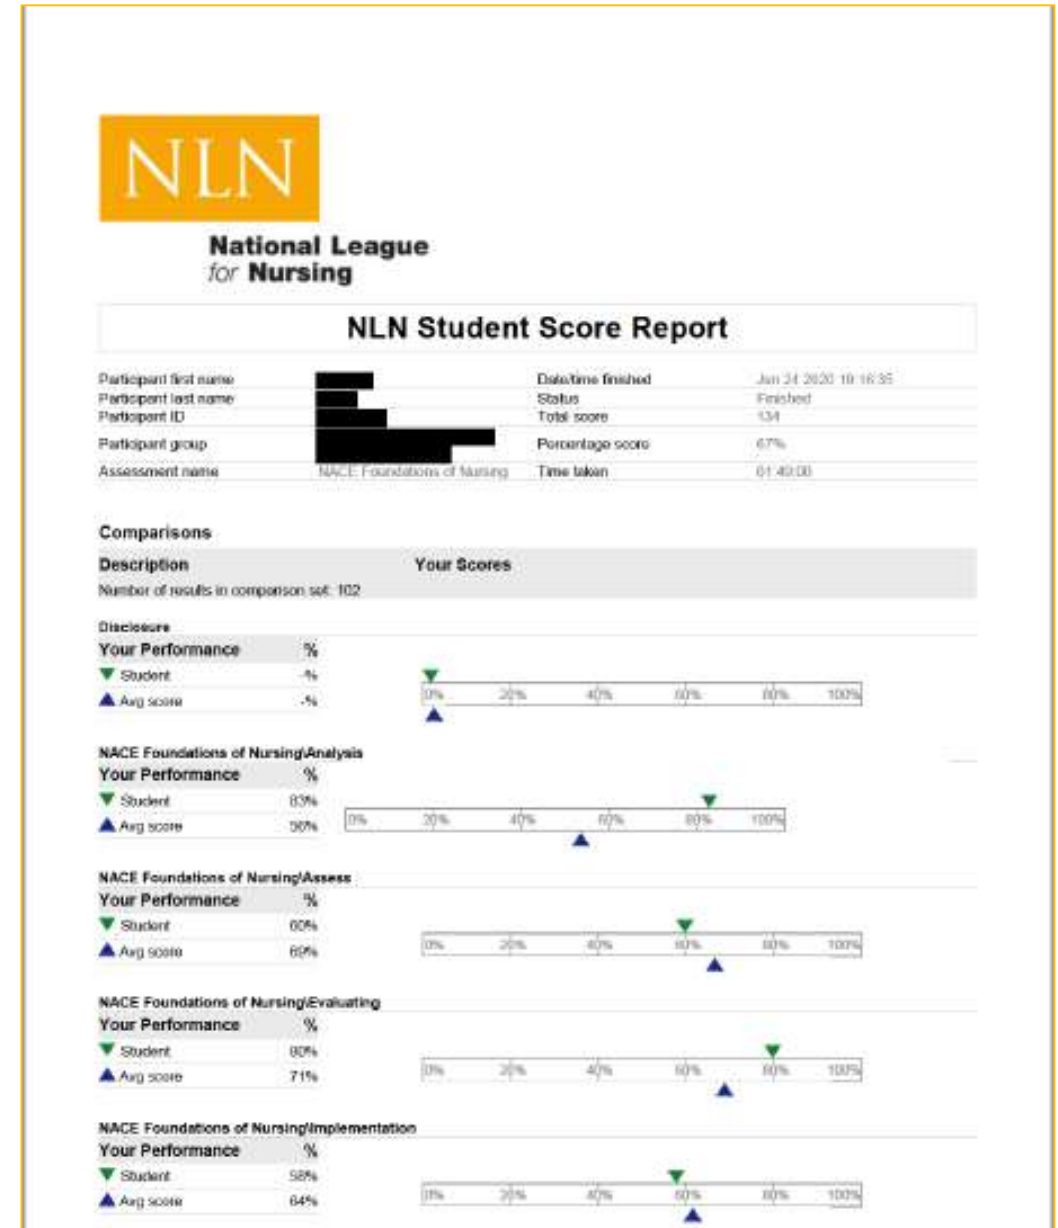 NLN
National League
for Nursing
NLN Student Score Report
Participant first name Date/time finished Jan 24 2020 10:16:35
Participant last name Status Finished
Participant ID Total score 134
Participant group Percentage score 67%
Assessment name NACE Foundations of Nursing Time taken 01:49:00
Comparisons
Description Your Scores
Number of results in comparison set: 102
Disclosure
Your Performance %
Student -%
Avg score -%
0% 20% 40% 60% 80% 100%
NACE Foundations of Nursing\Analysis
Your Performance %
Student 83%
Avg score 56%
0% 20% 40% 60% 80% 100%
NACE Foundations of Nursing\Assess
Your Performance %
Student 60%
Avg score 69%
0% 20% 40% 60% 80% 100%
NACE Foundations of Nursing\Evaluating
Your Performance %
Student 80%
Avg score 71%
0% 20% 40% 60% 80% 100%
NACE Foundations of Nursing\Implementation
Your Performance %
Student 58%
Avg score 64%
0% 20% 40% 60% 80% 100%